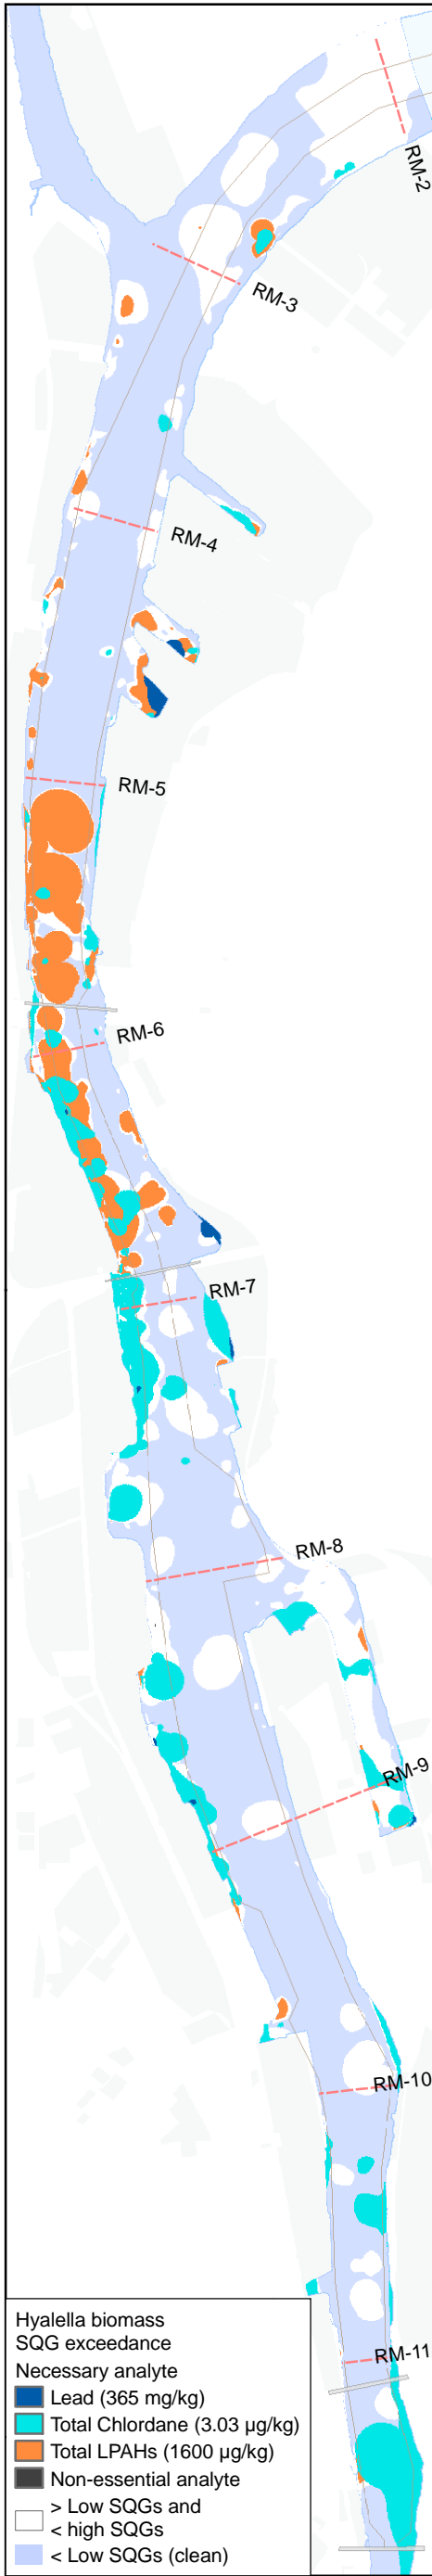 RM-2
RM-3
RM-4
RM-5
RM-6
RM-7
RM-8
RM-9
RM-10
RM-11
Hyalella biomass
SQG exceedance
Necessary analyte
Lead (365 mg/kg)
Total Chlordane (3.03 µg/kg)
Total LPAHs (1600 µg/kg)
Non-essential analyte
> Low SQGs and
< high SQGs
< Low SQGs (clean)